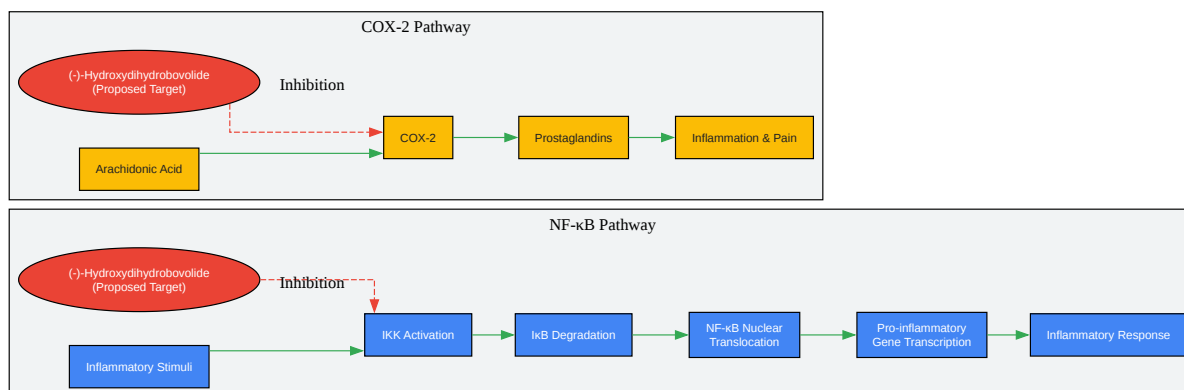 COX-2 Pathway
(-)-Hydroxydihydrobovolide
(Proposed Target)
Inhibition
COX-2
Prostaglandins
Inflammation & Pain
Arachidonic Acid
NF-κB Pathway
(-)-Hydroxydihydrobovolide
(Proposed Target)
Inhibition
IKK Activation
IκB Degradation
NF-κB Nuclear
Translocation
Pro-inflammatory
Gene Transcription
Inflammatory Response
Inflammatory Stimuli